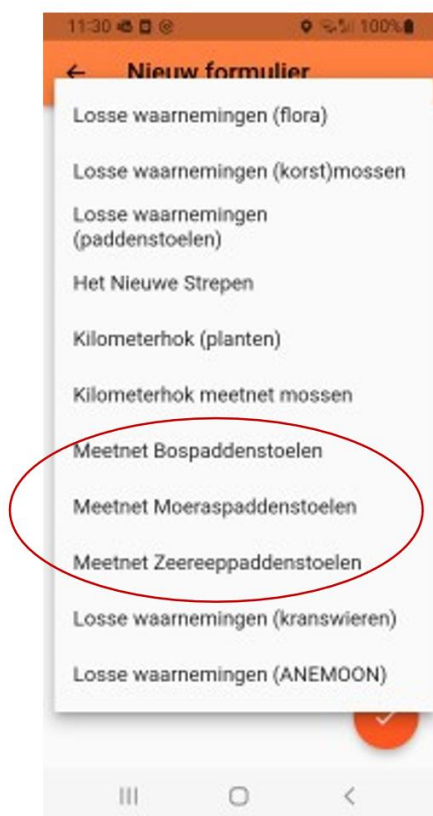 11:30
100%
Nieuw formulier
Losse waarnemingen (flora)
Losse waarnemingen (korst)mossen
Losse waarnemingen
(paddenstoelen)
Het Nieuwe Strepen
Kilometerhok (planten)
Kilometerhok meetnet mossen
Meetnet Bospaddenstoelen
Meetnet Moeraspaddenstoelen
Meetnet Zeereeppaddenstoelen
Losse waarnemingen (kranswieren)
Losse waarnemingen (ANEMOON)